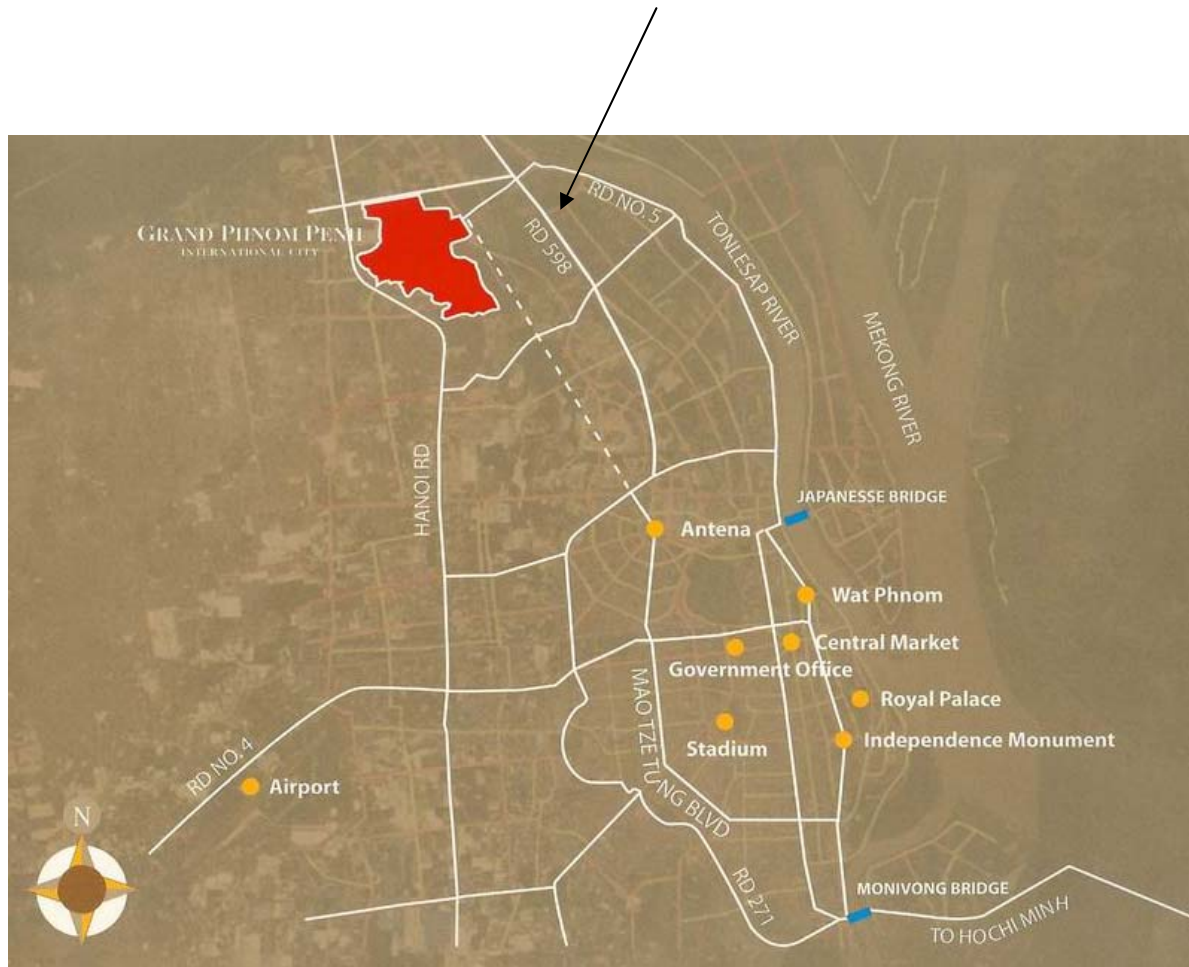 RD NO. 5
GRAND PHNOM PENH
INTERNATIONAL CITY
RD 598
TONLESAP RIVER
MEKONG RIVER
HANOI RD
JAPANESSE BRIDGE
Antena
Wat Phnom
Central Market
Government Office
MAO TZE TUNG BLVD
Royal Palace
Stadium
Independence Monument
RD NO. 4
Airport
N
RD 271
MONIVONG BRIDGE
TO HO CHI MINH